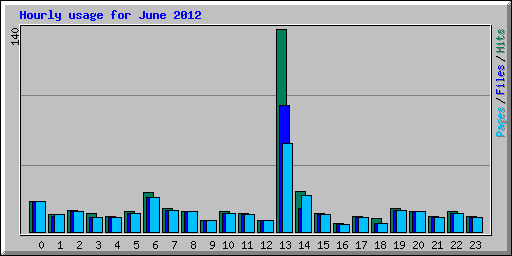 Hourly usage for June 2012
140
Pages/Files/Hits
0 1 2 3 4 5 6 7 8 9 10 11 12 13 14 15 16 17 18 19 20 21 22 23